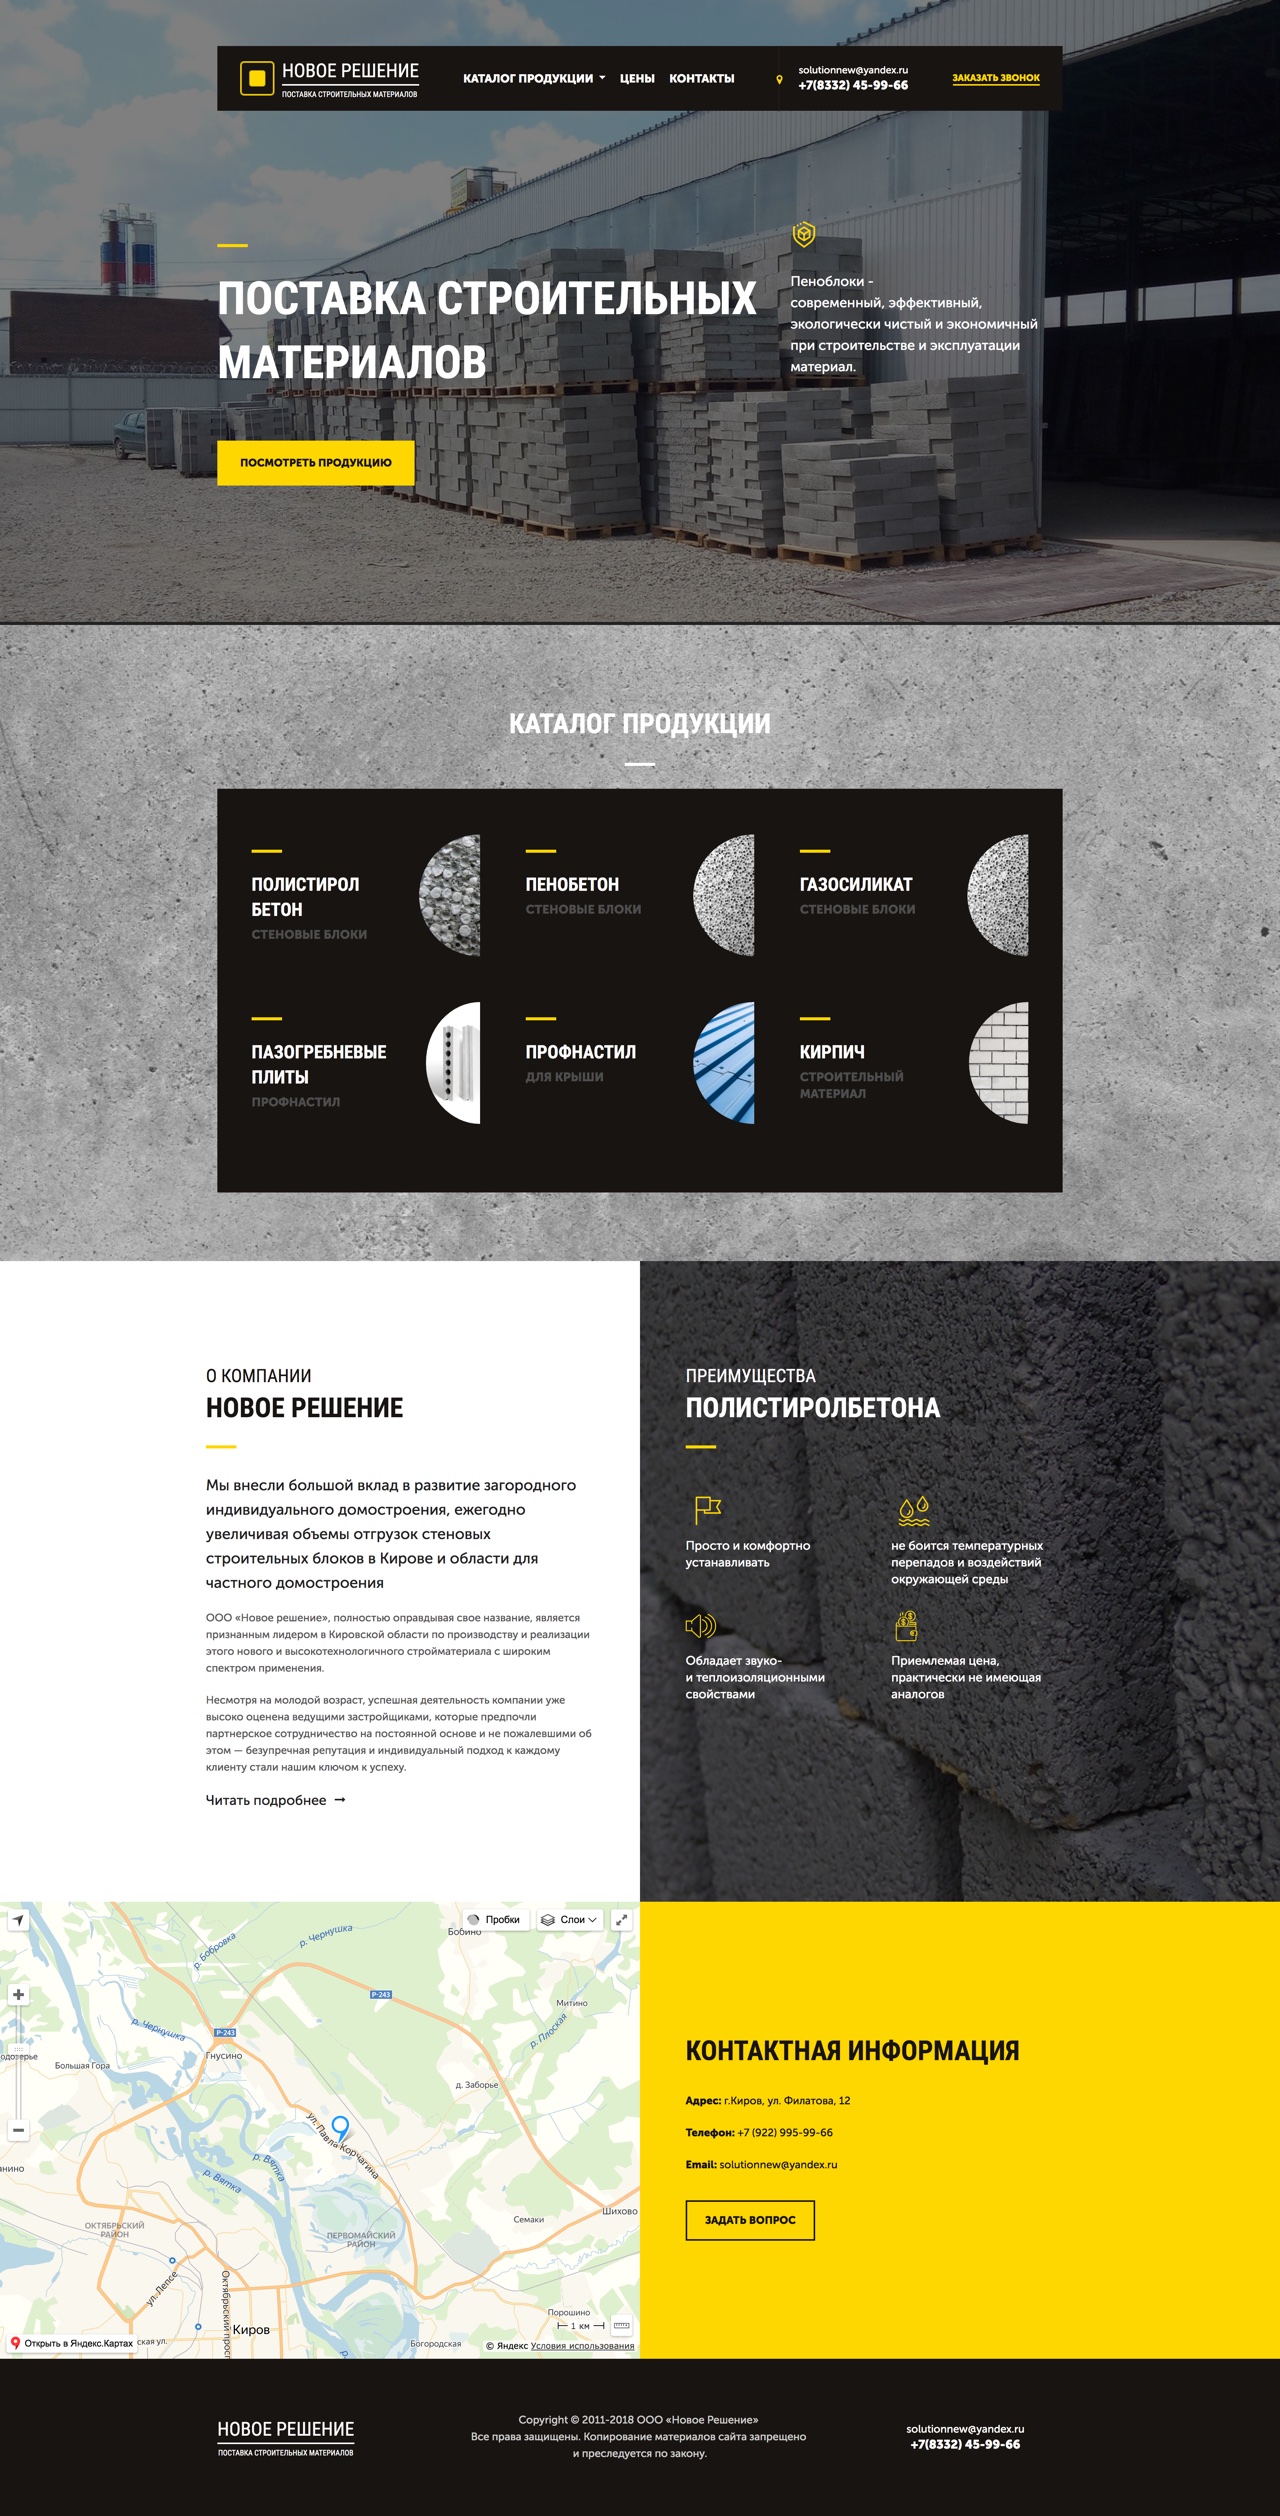 НОВОЕ РЕШЕНИЕ
ПОСТАВКА СТРОИТЕЛЬНЫХ МАТЕРИАЛОВ
КАТАЛОГ ПРОДУКЦИИ
ЦЕНЫ
КОНТАКТЫ
solutionnew@yandex.ru
+7(8332) 45-99-66
ЗАКАЗАТЬ ЗВОНОК
ПОСТАВКА СТРОИТЕЛЬНЫХ
МАТЕРИАЛОВ
ПОСМОТРЕТЬ ПРОДУКЦИЮ
Пеноблоки -
современный, эффективный,
экологически чистый и экономичный
при строительстве и эксплуатации
материал.
КАТАЛОГ ПРОДУКЦИИ
ПОЛИСТИРОЛ
БЕТОН
СТЕНОВЫЕ БЛОКИ
ПЕНОБЕТОН
СТЕНОВЫЕ БЛОКИ
ГАЗОСИЛИКАТ
СТЕНОВЫЕ БЛОКИ
ПАЗОГРЕБНЕВЫЕ
ПЛИТЫ
ПРОФНАСТИЛ
ПРОФНАСТИЛ
ДЛЯ КРЫШИ
КИРПИЧ
СТРОИТЕЛЬНЫЙ
МАТЕРИАЛ
О КОМПАНИИ
НОВОЕ РЕШЕНИЕ
Мы внесли большой вклад в развитие загородного
индивидуального домостроения, ежегодно
увеличивая объемы отгрузок стеновых
строительных блоков в Кирове и области для
частного домостроения
ООО «Новое решение», полностью оправдывая свое название, является
признанным лидером в Кировской области по производству и реализации
этого нового и высокотехнологичного стройматериала с широким
спектром применения.
Несмотря на молодой возраст, успешная деятельность компании уже
высоко оценена ведущими застройщиками, которые предпочли
партнерское сотрудничество на постоянной основе и не пожалевшими об
этом — безупречная репутация и индивидуальный подход к каждому
клиенту стали нашим ключом к успеху.
Читать подробнее →
ПРЕИМУЩЕСТВА
ПОЛИСТИРОЛБЕТОНА
Просто и комфортно
устанавливать
не боится температурных
перепадов и воздействий
окружающей среды
Обладает звуко-
и теплоизоляционными
свойствами
Приемлемая цена,
практически не имеющая
аналогов
Пробки
Слои
Бобино
р. Чернушка
р. Бобровка
Р-243
Митино
р. Чернушка
Р-243
р. Плоская
Гнусино
Большая Гора
д. Заборье
ул. Павла Корчагина
р. Вятка
р. Вятка
Шихово
Семаки
ОКТЯБРЬСКИЙ
РАЙОН
ПЕРВОМАЙСКИЙ
РАЙОН
ул. Лепсе
Порошино
1 км
Киров
Богородская
Открыть в Яндекс.Картах
ская ул.
© Яндекс Условия использования
КОНТАКТНАЯ ИНФОРМАЦИЯ
Адрес: г.Киров, ул. Филатова, 12
Телефон: +7 (922) 995-99-66
Email: solutionnew@yandex.ru
ЗАДАТЬ ВОПРОС
НОВОЕ РЕШЕНИЕ
ПОСТАВКА СТРОИТЕЛЬНЫХ МАТЕРИАЛОВ
Copyright © 2011-2018 ООО «Новое Решение»
Все права защищены. Копирование материалов сайта запрещено
и преследуется по закону.
solutionnew@yandex.ru
+7(8332) 45-99-66